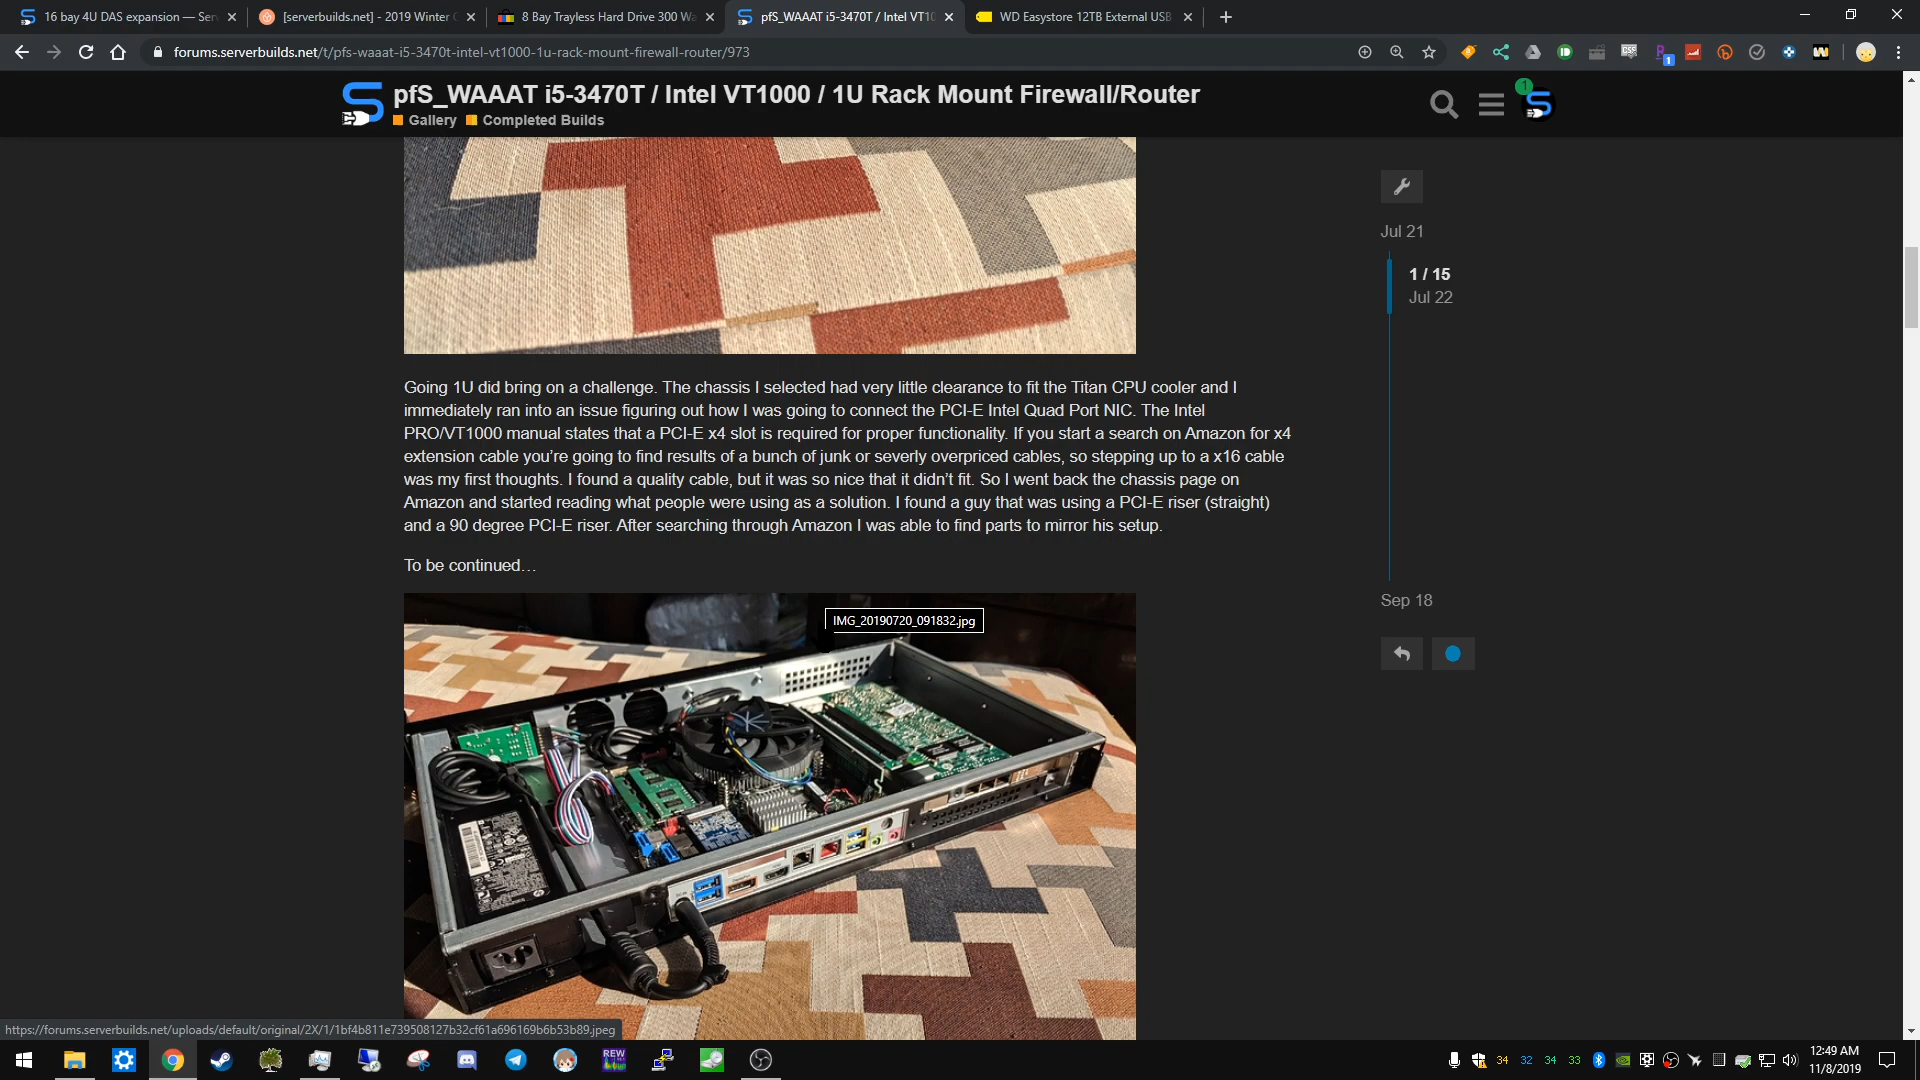 16 bay 4U DAS expansion — Ser
[serverbuilds.net] - 2019 Winter
8 Bay Trayless Hard Drive 300 Wa
pfS_WAAAT i5-3470T / Intel VT10
WD Easystore 12TB External USB
forums.serverbuilds.net/t/pfs-waaat-i5-3470t-intel-vt1000-1u-rack-mount-firewall-router/973
pfS_WAAAT i5-3470T / Intel VT1000 / 1U Rack Mount Firewall/Router
Gallery Completed Builds
1
Jul 21
1 / 15
Jul 22
Going 1U did bring on a challenge. The chassis I selected had very little clearance to fit the Titan CPU cooler and I
immediately ran into an issue figuring out how I was going to connect the PCI-E Intel Quad Port NIC. The Intel
PRO/VT1000 manual states that a PCI-E x4 slot is required for proper functionality. If you start a search on Amazon for x4
extension cable you're going to find results of a bunch of junk or severly overpriced cables, so stepping up to a x16 cable
was my first thoughts. I found a quality cable, but it was so nice that it didn't fit. So I went back the chassis page on
Amazon and started reading what people were using as a solution. I found a guy that was using a PCI-E riser (straight)
and a 90 degree PCI-E riser. After searching through Amazon I was able to find parts to mirror his setup.
To be continued…
Sep 18
IMG_20190720_091832.jpg
https://forums.serverbuilds.net/uploads/default/original/2X/1/1bf4b811e739508127b32cf61a696169b6b53b89.jpeg
REW
34 32 34 33
12:49 AM
11/8/2019